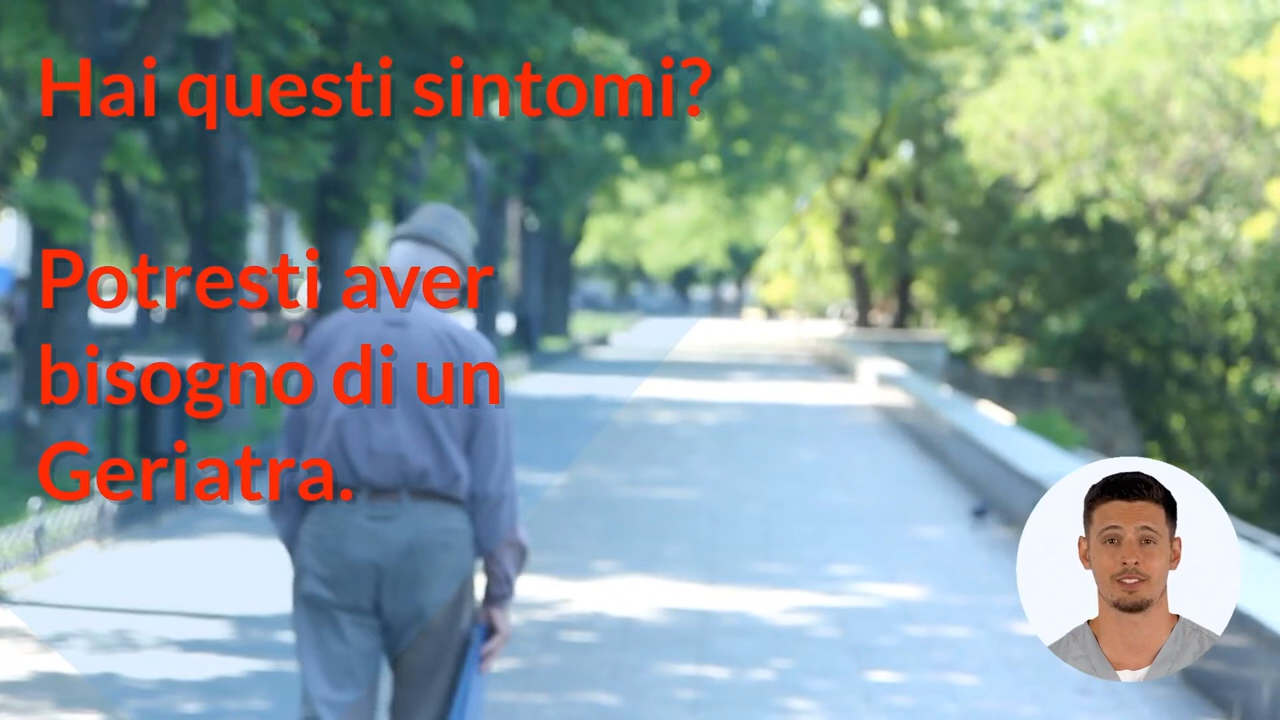 Hai questi sintomi?
Potresti aver
bisogno di un
Geriatra.